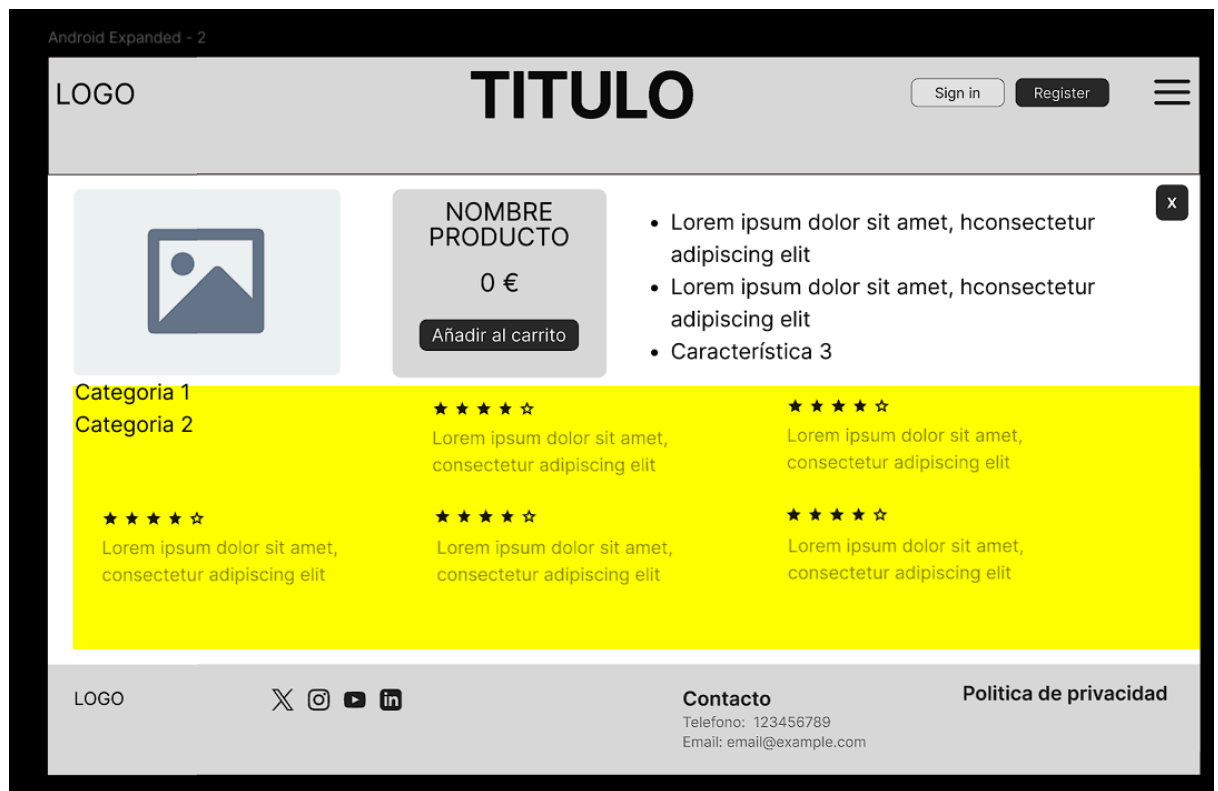 Android Expanded - 2
LOGO
TITULO
Sign in
Register
NOMBRE
PRODUCTO
0 €
Añadir al carrito
• Lorem ipsum dolor sit amet, hconsectetur
adipiscing elit
• Lorem ipsum dolor sit amet, hconsectetur
adipiscing elit
• Característica 3
X
Categoria 1
Categoria 2
Lorem ipsum dolor sit amet,
consectetur adipiscing elit
Lorem ipsum dolor sit amet,
consectetur adipiscing elit
Lorem ipsum dolor sit amet,
consectetur adipiscing elit
Lorem ipsum dolor sit amet,
consectetur adipiscing elit
Lorem ipsum dolor sit amet,
consectetur adipiscing elit
LOGO
Contacto
Telefono: 123456789
Email: email@example.com
Politica de privacidad